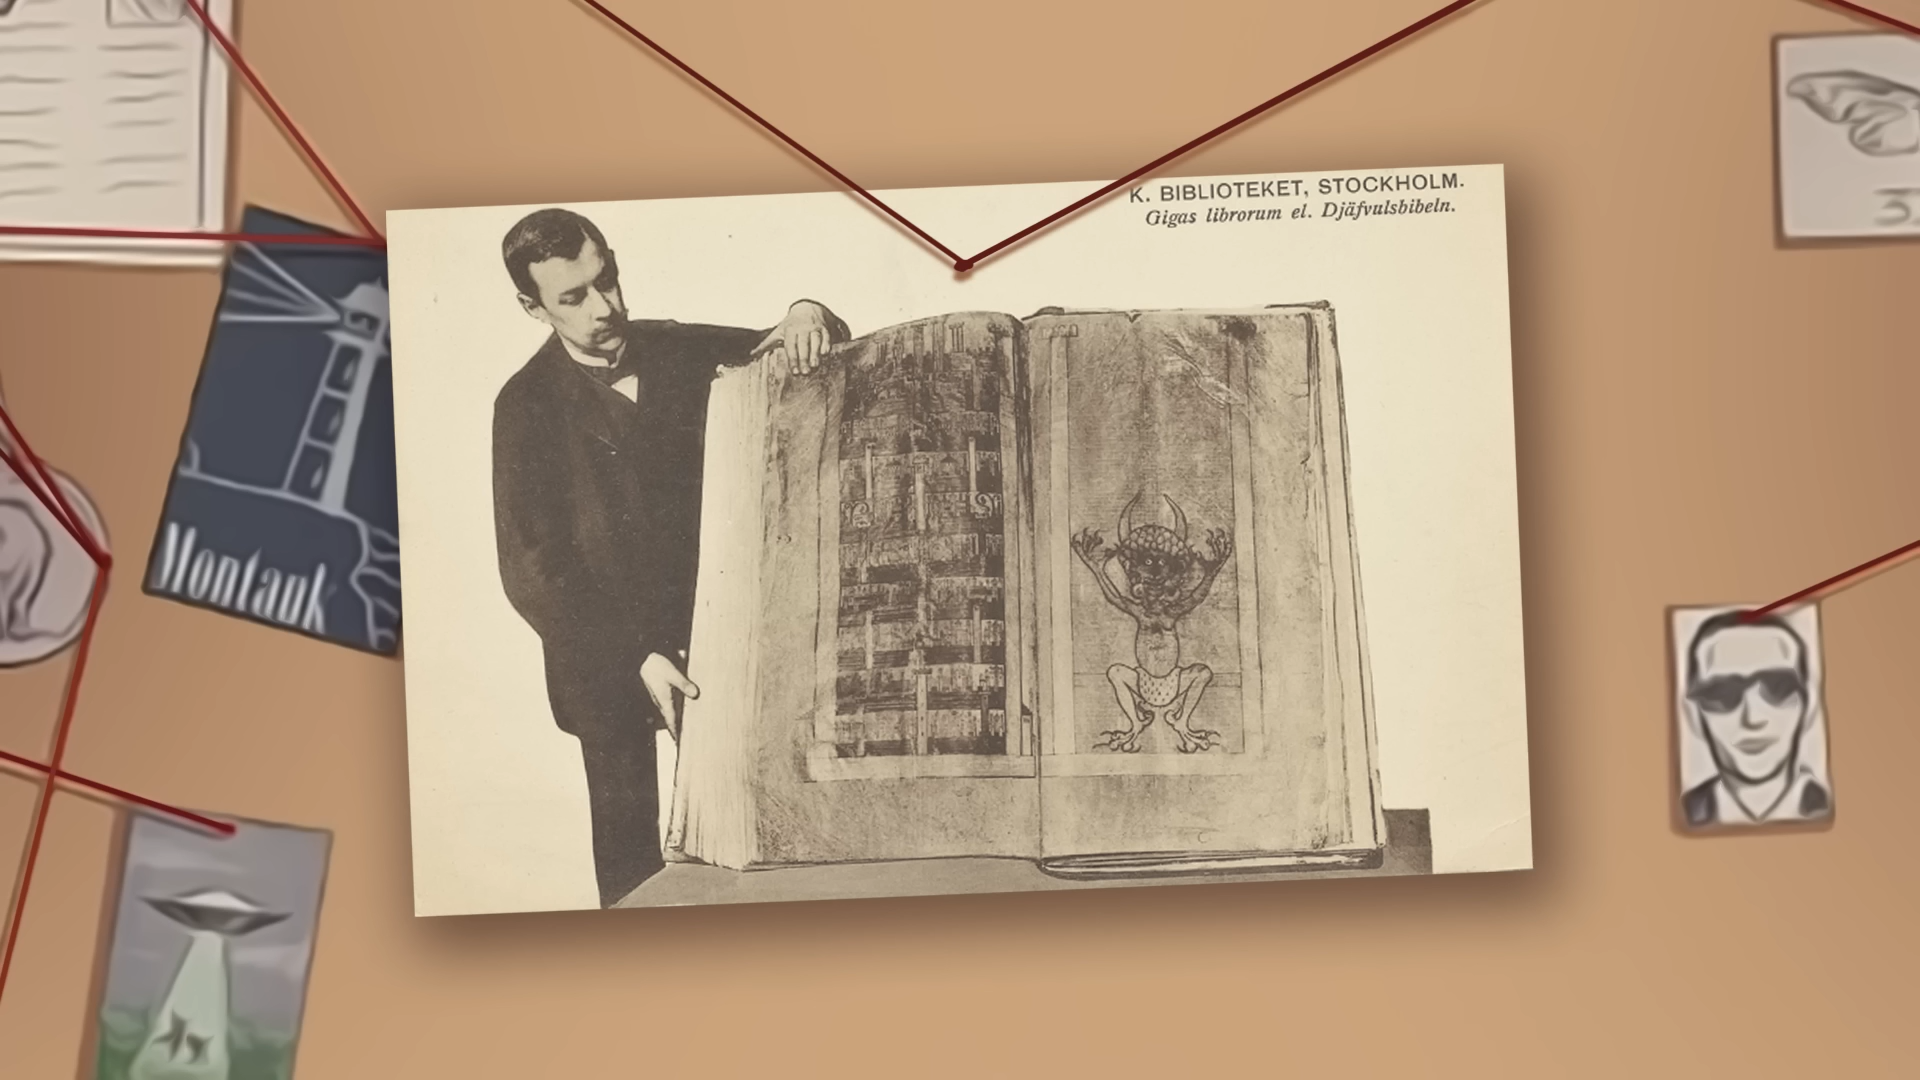 K. BIBLIOTEKET, STOCKHOLM.
Gigas librorum el. Djäfvulsbibeln.
Montauk